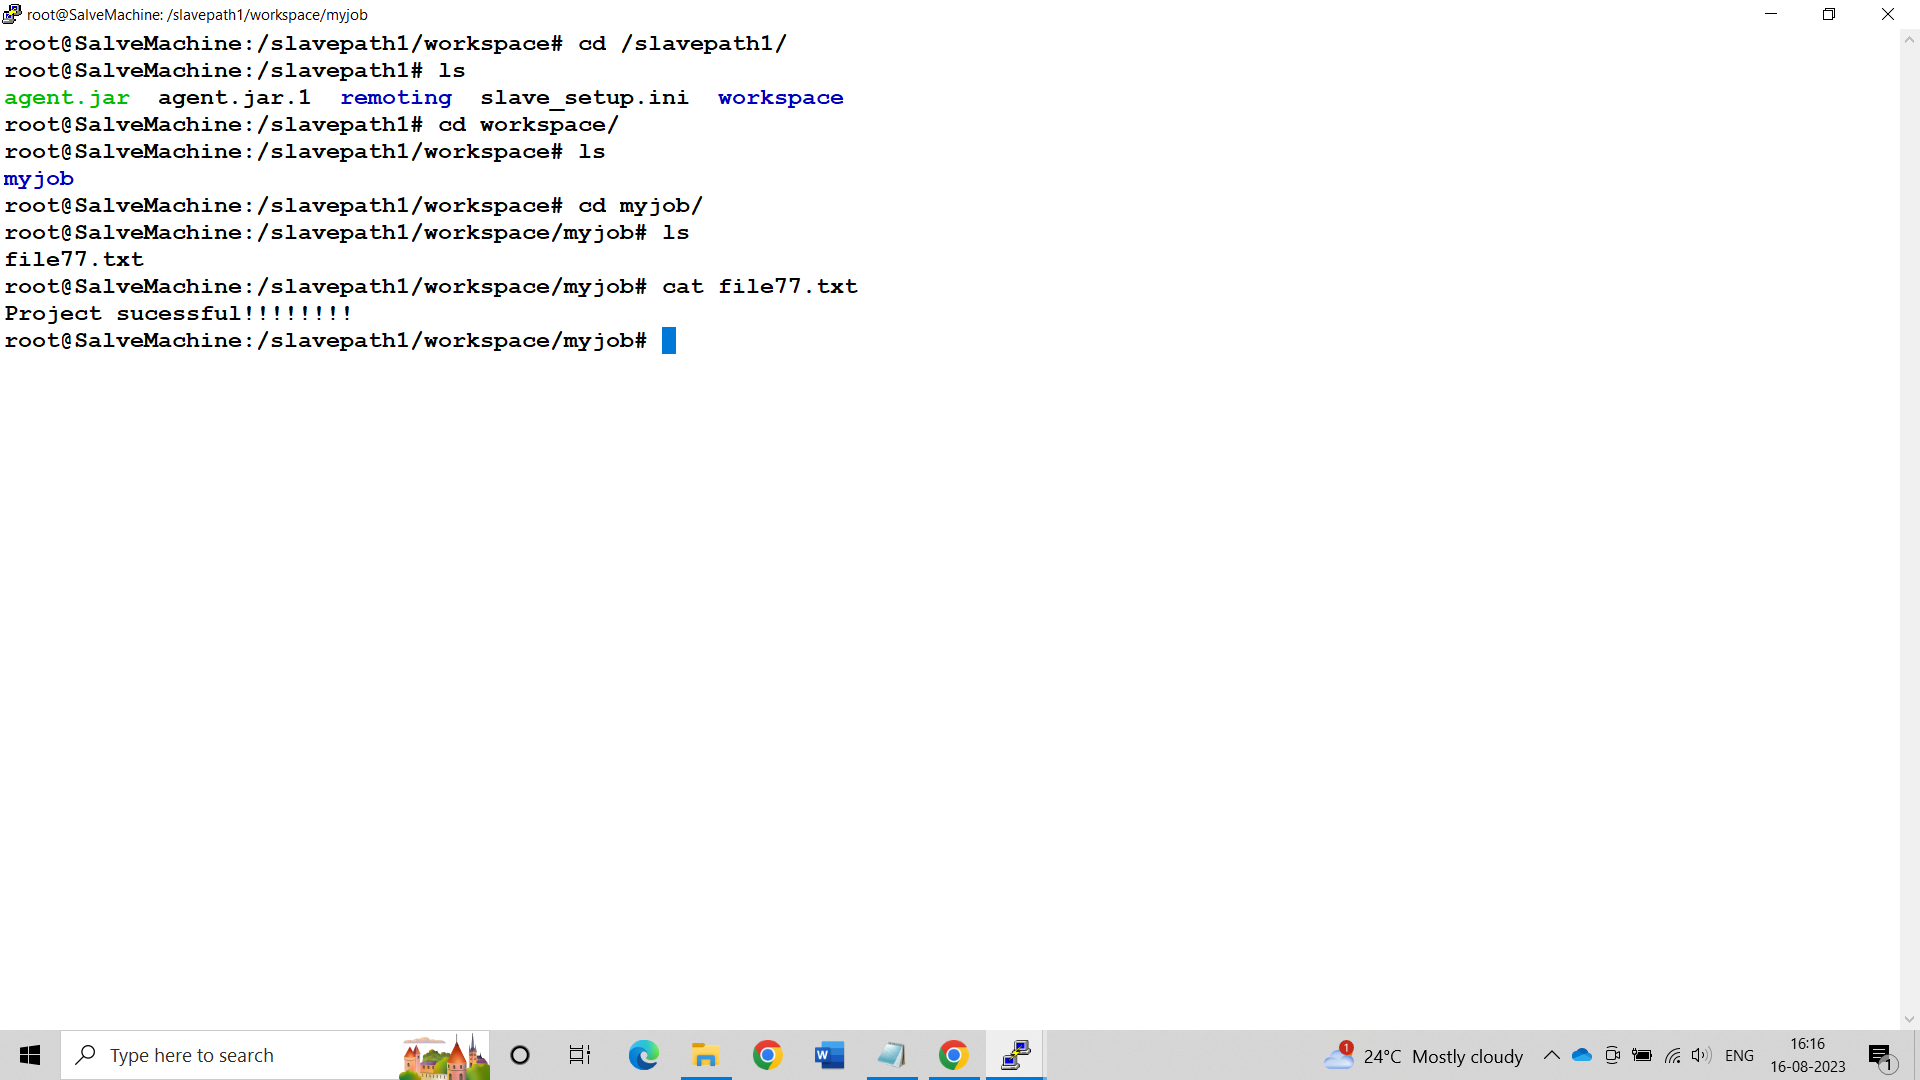 root@SalveMachine: /slavepath1/workspace/myjob
root@SalveMachine:/slavepath1/workspace# cd /slavepath1/
root@SalveMachine:/slavepath1# ls
agent.jar  agent.jar.1  remoting  slave_setup.ini  workspace
root@SalveMachine:/slavepath1# cd workspace/
root@SalveMachine:/slavepath1/workspace# ls
myjob
root@SalveMachine:/slavepath1/workspace# cd myjob/
root@SalveMachine:/slavepath1/workspace/myjob# ls
file77.txt
root@SalveMachine:/slavepath1/workspace/myjob# cat file77.txt
Project sucessful!!!!!!!!
root@SalveMachine:/slavepath1/workspace/myjob#
Type here to search
1
24°C Mostly cloudy
ENG
16:16
16-08-2023
1